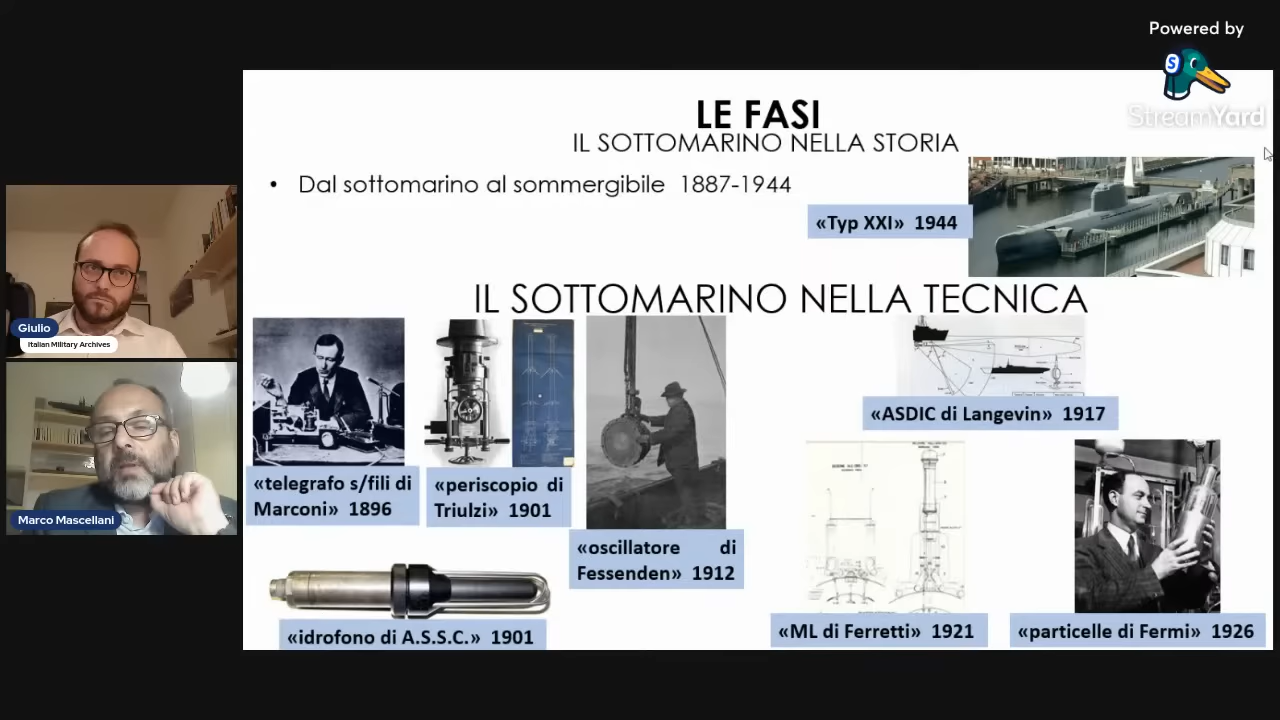 Powered by
StreamYard
LE FASI
IL SOTTOMARINO NELLA STORIA
• Dal sottomarino al sommergibile 1887-1944
«Typ XXI» 1944
IL SOTTOMARINO NELLA TECNICA
Giulio
Italian Military Archives
Marco Mascellani
«ASDIC di Langevin» 1917
«telegrafo s/fili di
Marconi» 1896
«periscopio di
Triulzi» 1901
«oscillatore di
Fessenden» 1912
«idrofono di A.S.S.C.» 1901
«ML di Ferretti» 1921
«particelle di Fermi» 1926